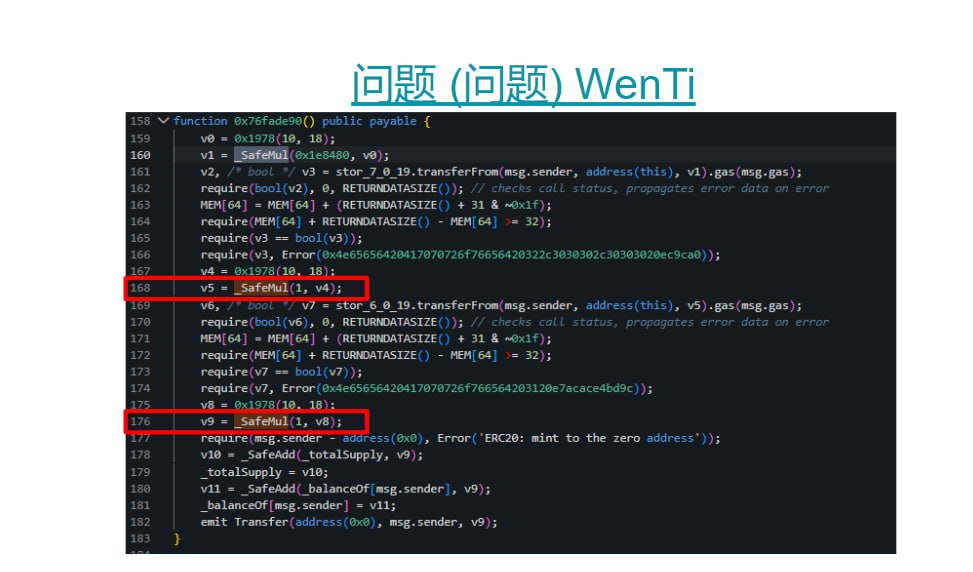 问题 (问题) WenTi
158 function 0x76fade90() public payable {
159 v0 = 0x1978(10, 18);
160 v1 = _SafeMul(0x1e8480, v0);
161 v2, /* bool */ v3 = stor_7_0_19.transferFrom(msg.sender, address(this), v1).gas(msg.gas);
162 require(bool(v2), 0, RETURNDATASIZE()); // checks call status, propagates error data on error
163 MEM[64] = MEM[64] + (RETURNDATASIZE() + 31 & ~0x1f);
164 require(MEM[64] + RETURNDATASIZE() - MEM[64] >= 32);
165 require(v3 == bool(v3));
166 require(v3, Error(0x4e65656420417070726f76656420322c3030302c30303020ec9ca0));
167 v4 = 0x1978(10, 18);
168 v5 = _SafeMul(1, v4);
169 v6, /* bool */ v7 = stor_6_0_19.transferFrom(msg.sender, address(this), v5).gas(msg.gas);
170 require(bool(v6), 0, RETURNDATASIZE()); // checks call status, propagates error data on error
171 MEM[64] = MEM[64] + (RETURNDATASIZE() + 31 & ~0x1f);
172 require(MEM[64] + RETURNDATASIZE() - MEM[64] >= 32);
173 require(v7 == bool(v7));
174 require(v7, Error(0x4e65656420417070726f766564203120e7acace4bd9c));
175 v8 = 0x1978(10, 18);
176 v9 = _SafeMul(1, v8);
177 require(msg.sender - address(0x0), Error('ERC20: mint to the zero address'));
178 v10 = _SafeAdd(_totalSupply, v9);
179 _totalSupply = v10;
180 v11 = _SafeAdd(_balanceOf[msg.sender], v9);
181 _balanceOf[msg.sender] = v11;
182 emit Transfer(address(0x0), msg.sender, v9);
183 }